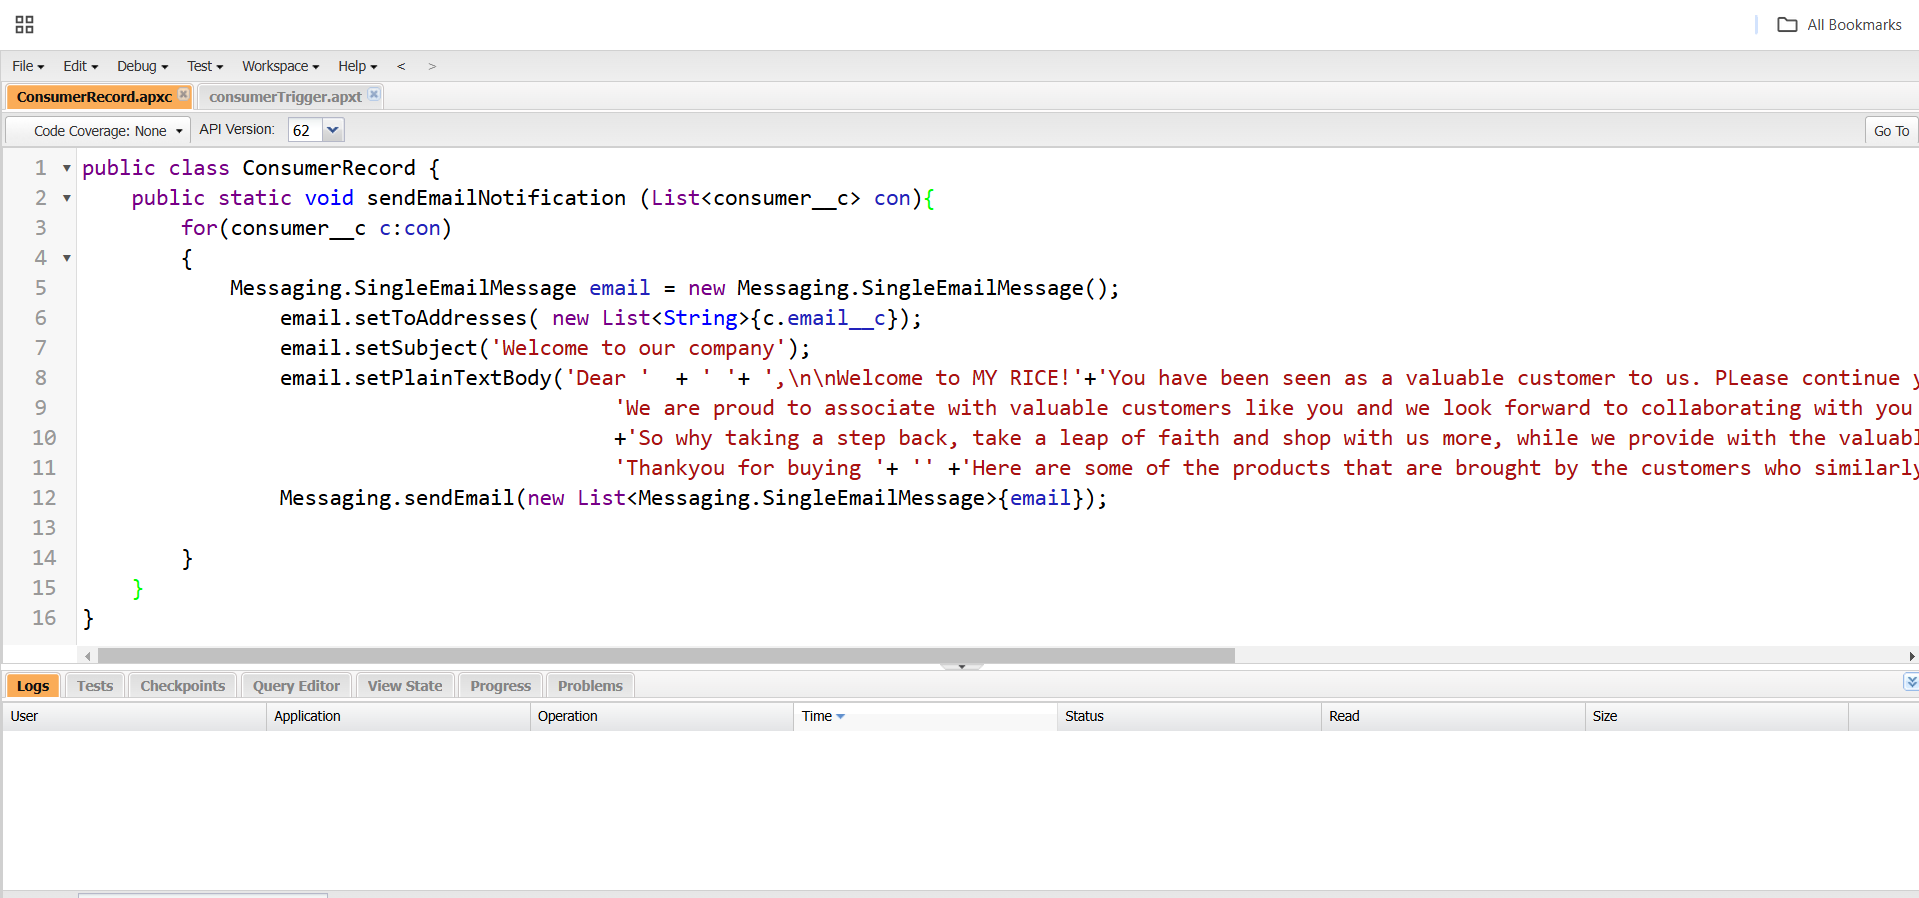 All Bookmarks
File Edit Debug Test Workspace Help < >
ConsumerRecord.apxc consumerTrigger.apxt
Code Coverage: None API Version: 62 Go To
1 public class ConsumerRecord {
2 public static void sendEmailNotification (List<consumer__c> con){
3 for(consumer__c c:con)
4 {
5 Messaging.SingleEmailMessage email = new Messaging.SingleEmailMessage();
6 email.setToAddresses( new List<String>{c.email__c});
7 email.setSubject('Welcome to our company');
8 email.setPlainTextBody('Dear ' + ' '+ ',\n\nWelcome to MY RICE!'+'You have been seen as a valuable customer to us. PLease continue
9 'We are proud to associate with valuable customers like you and we look forward to collaborating with you
10 +'So why taking a step back, take a leap of faith and shop with us more, while we provide with the
11 'Thankyou for buying '+ '' +'Here are some of the products that are brought by the customers who similarly
12 Messaging.sendEmail(new List<Messaging.SingleEmailMessage>{email});
13
14 }
15 }
16 }
Logs Tests Checkpoints Query Editor View State Progress Problems
User Application Operation Time Status Read Size